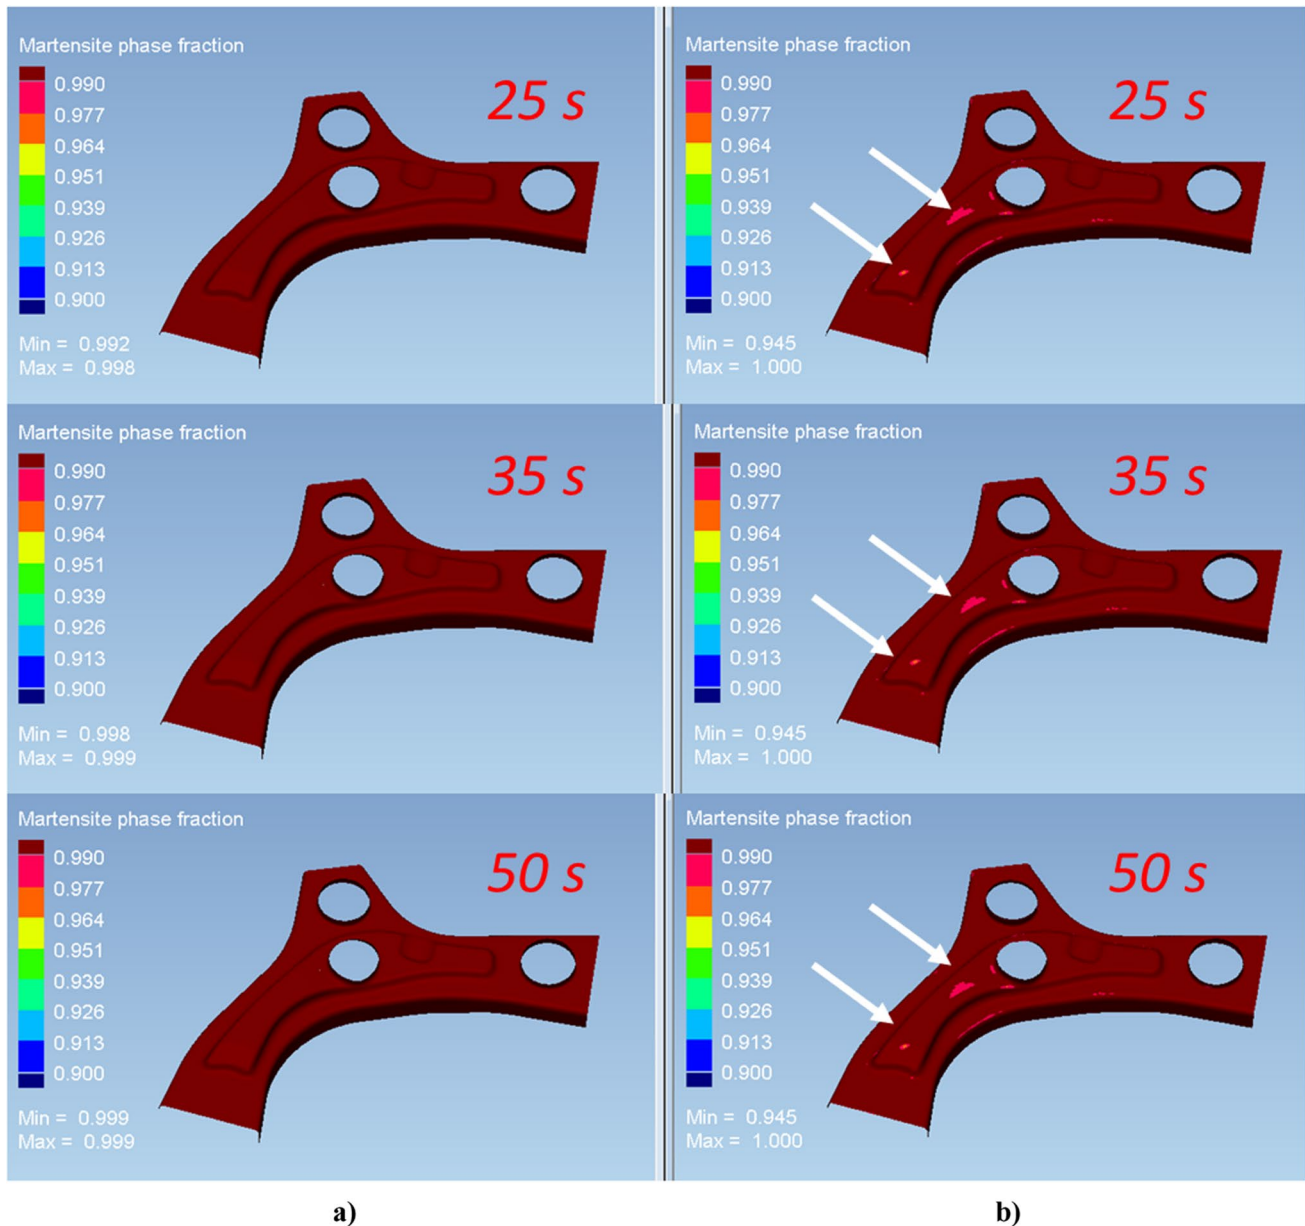 Martensite phase fraction
0.990
0.977
0.964
0.951
0.939
0.926
0.913
0.900
Min = 0.992
Max = 0.998
25 s
Martensite phase fraction
0.990
0.977
0.964
0.951
0.939
0.926
0.913
0.900
Min = 0.945
Max = 1.000
25 s
Martensite phase fraction
0.990
0.977
0.964
0.951
0.939
0.926
0.913
0.900
Min = 0.998
Max = 0.999
35 s
Martensite phase fraction
0.990
0.977
0.964
0.951
0.939
0.926
0.913
0.900
Min = 0.945
Max = 1.000
35 s
Martensite phase fraction
0.990
0.977
0.964
0.951
0.939
0.926
0.913
0.900
Min = 0.999
Max = 0.999
50 s
Martensite phase fraction
0.990
0.977
0.964
0.951
0.939
0.926
0.913
0.900
Min = 0.945
Max = 1.000
50 s
a)
b)